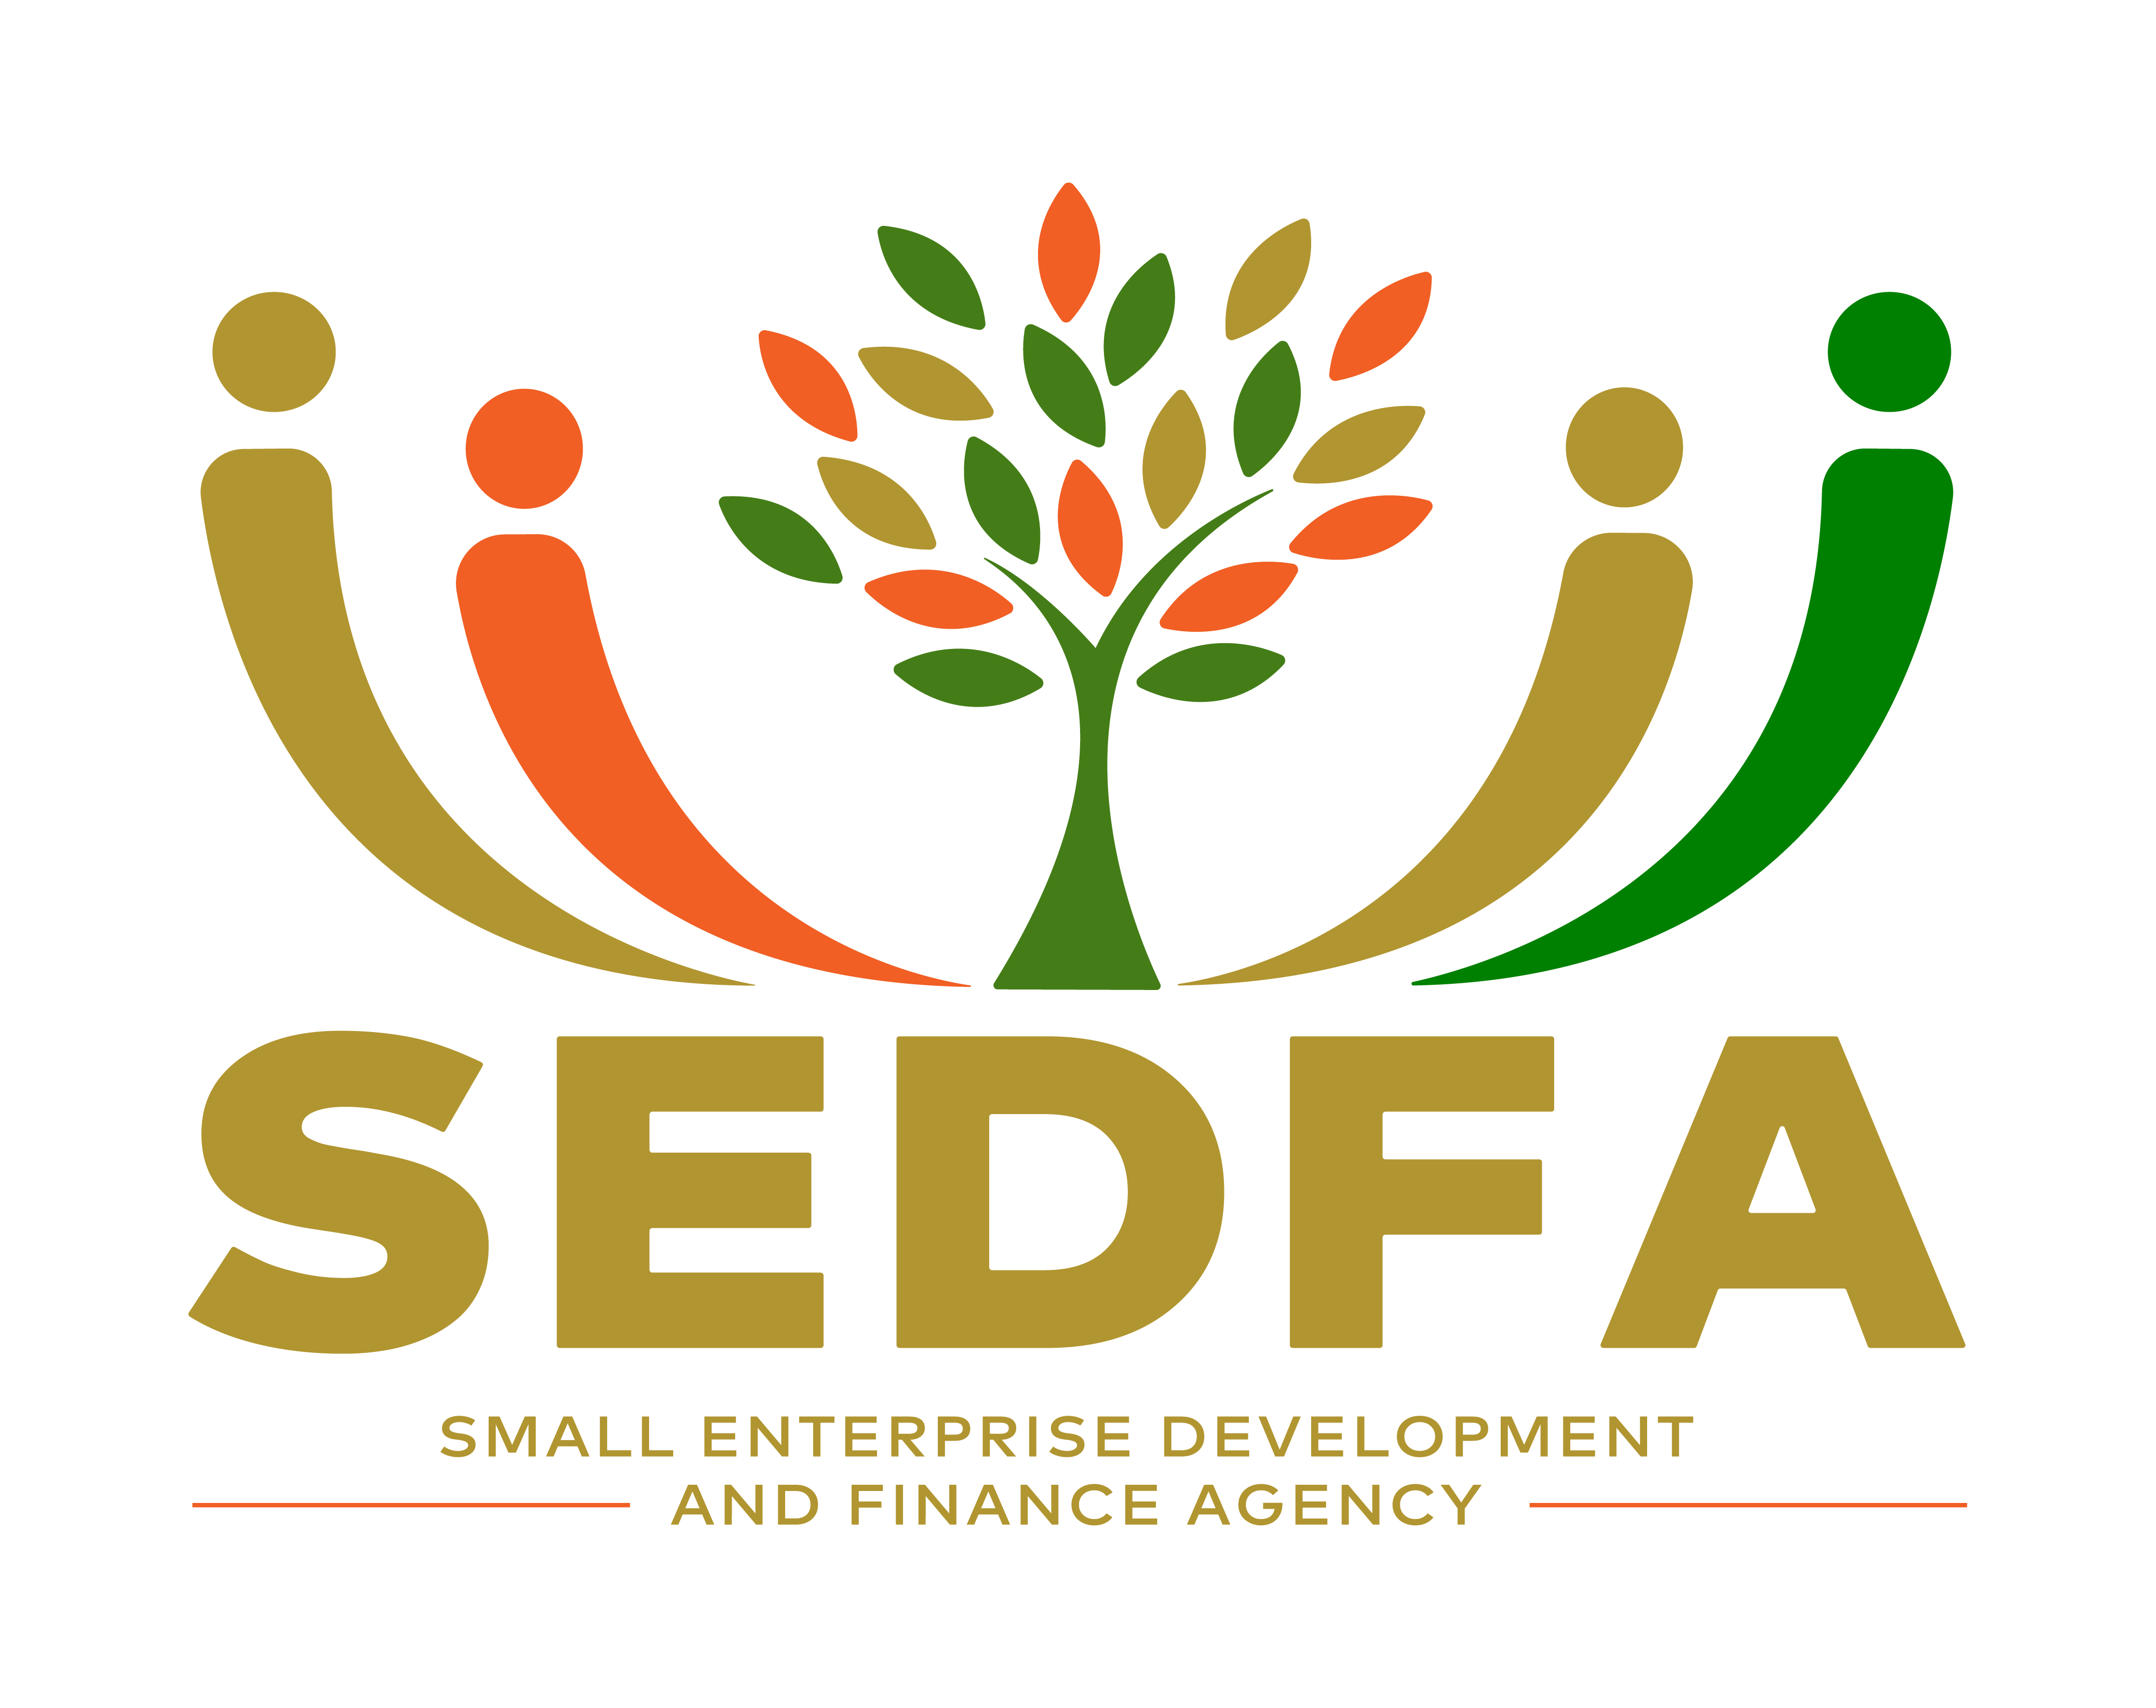 SEDFA
SMALL ENTERPRISE DEVELOPMENT
AND FINANCE AGENCY